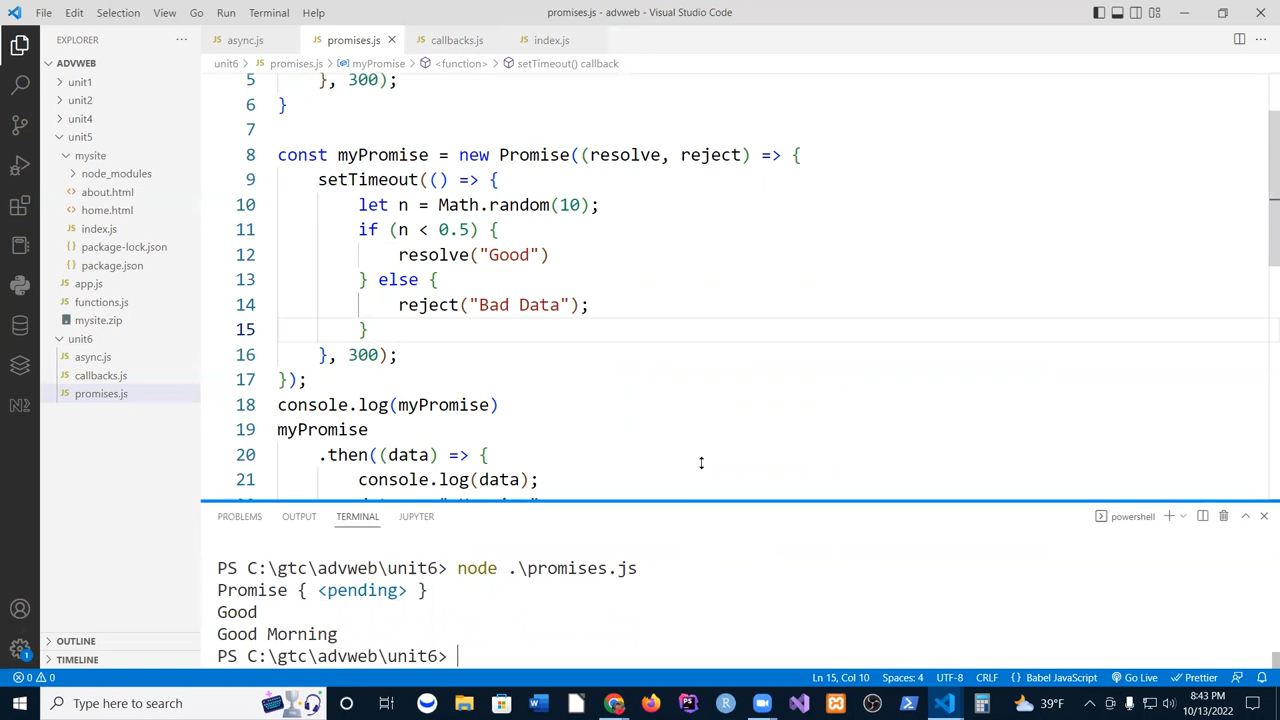 File Edit Selection View Go Run Terminal Help promises.js - advweb - Visual Studio Code
EXPLORER
async.js promises.js callbacks.js index.js
ADVWEB
unit6 > promises.js > myPromise > <function> > setTimeout() callback
unit1
unit2
unit4
unit5
mysite
node_modules
about.html
home.html
index.js
package-lock.json
package.json
app.js
functions.js
mysite.zip
unit6
async.js
callbacks.js
promises.js
OUTLINE
TIMELINE
5 }, 300);
6 }
7
8 const myPromise = new Promise((resolve, reject) => {
9 setTimeout(() => {
10 let n = Math.random(10);
11 if (n < 0.5) {
12 resolve("Good")
13 } else {
14 reject("Bad Data");
15 }
16 }, 300);
17 });
18 console.log(myPromise)
19 myPromise
20 .then((data) => {
21 console.log(data);
PROBLEMS OUTPUT TERMINAL JUPYTER powershell
PS C:\gtc\advweb\unit6> node .\promises.js
Promise { <pending> }
Good
Good Morning
PS C:\gtc\advweb\unit6>
0 0 Ln 15, Col 10 Spaces: 4 UTF-8 CRLF {} Babel JavaScript Go Live Prettier
Type here to search 39°F 8:43 PM
10/13/2022